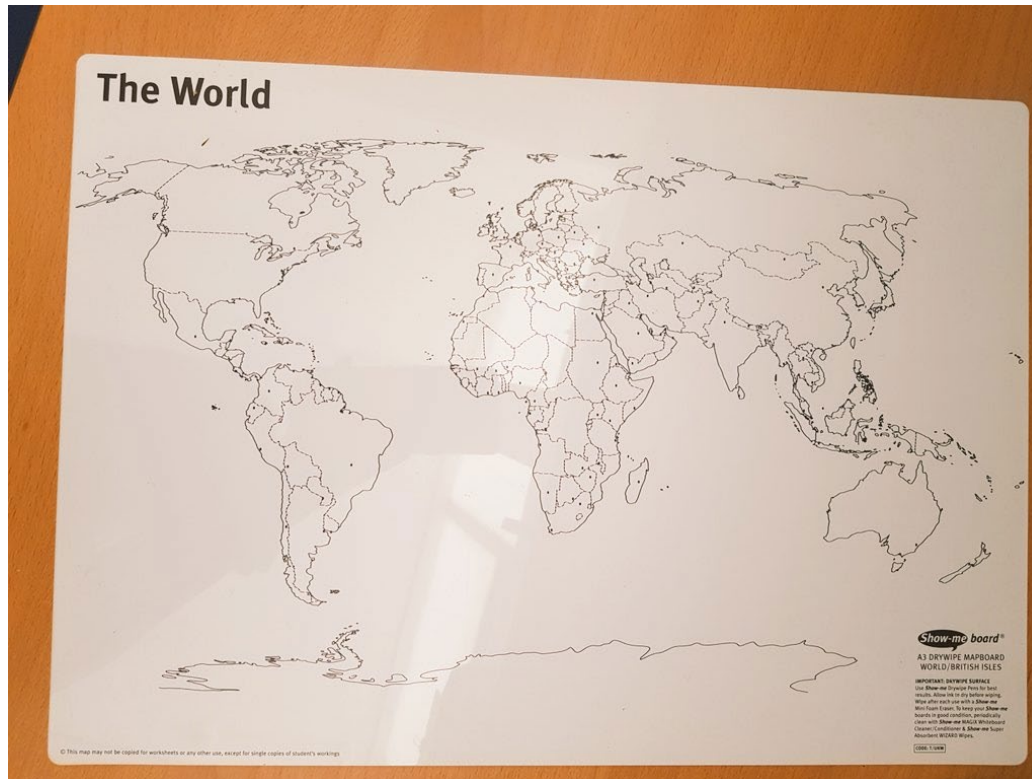 The World
Show-me board®
A3 DRYWIPE MAPBOARD
WORLD/BRITISH ISLES
IMPORTANT: DRYWIPE SURFACE
Use Show-me Drywipe Pens for best
results. Allow ink to dry before wiping.
Wipe after each use with a Show-me
Mini Foam Eraser. To keep your Show-me
boards in good condition, periodically
clean with Show-me MAGIX Whiteboard
Cleaner/Conditioner & Show-me Super
Absorbent WIZARD Wipes.
© This map may not be copied for worksheets or any other use, except for single copies of student's workings